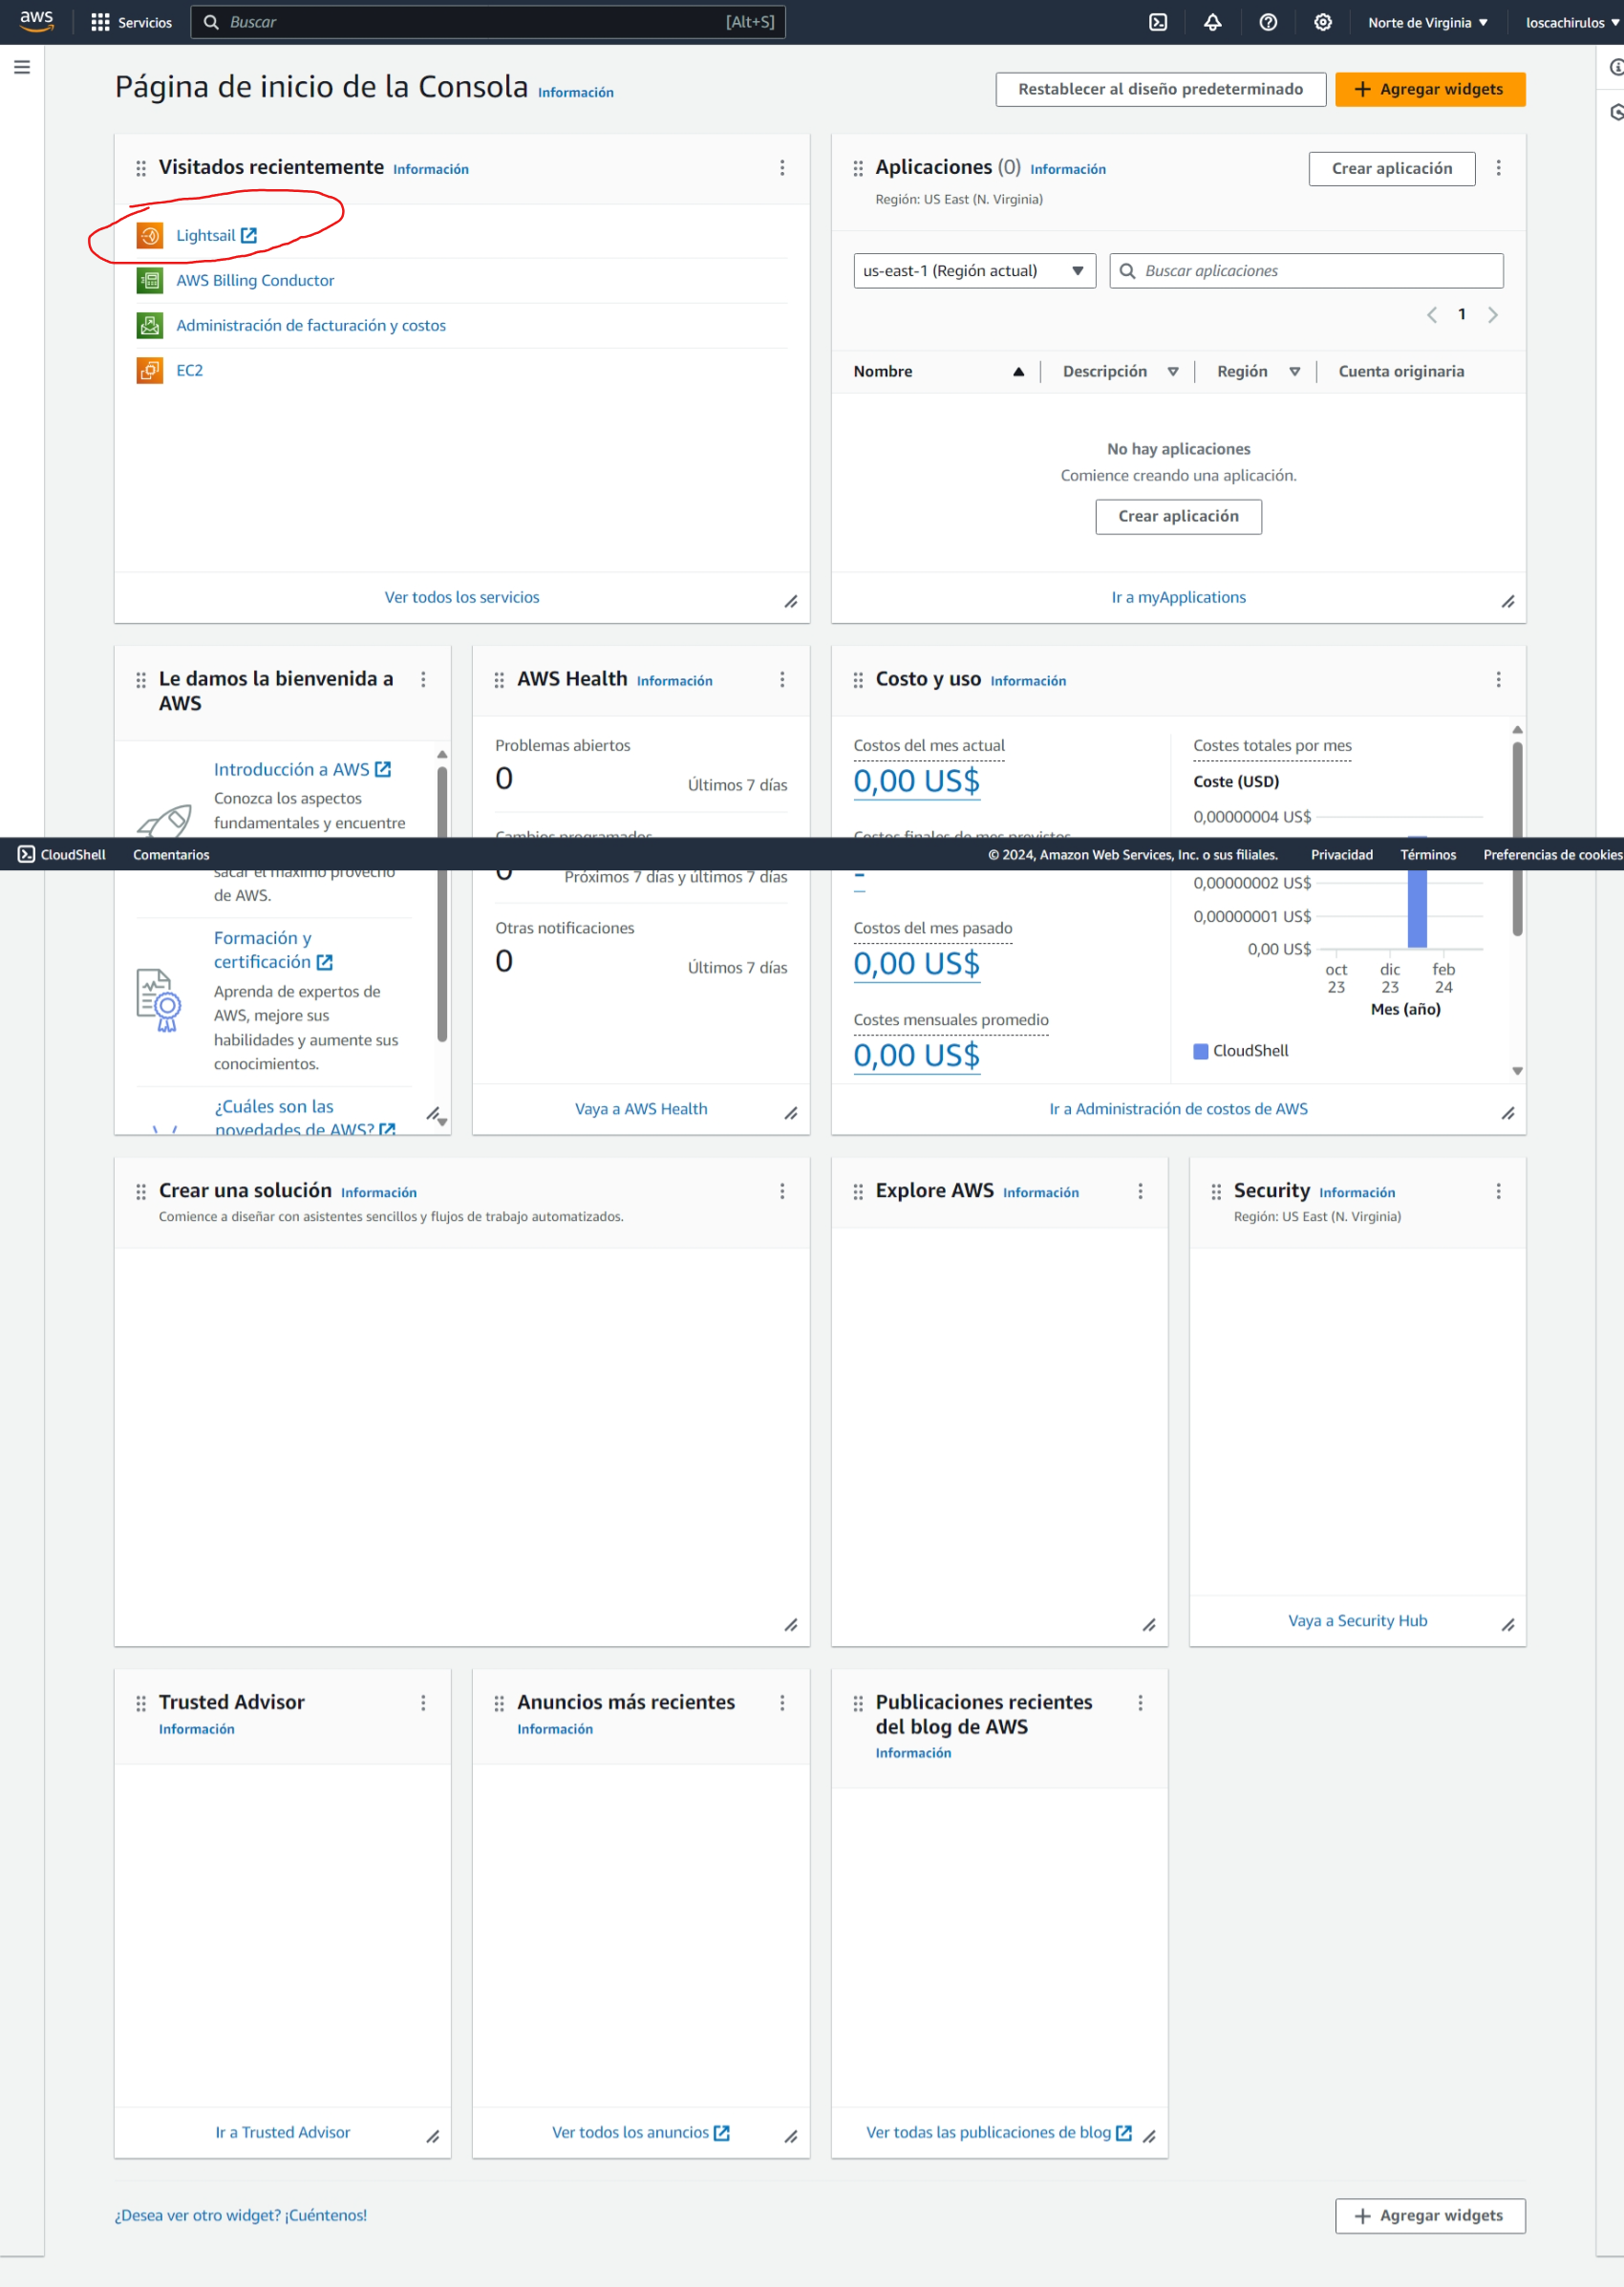 aws
Servicios
Buscar [Alt+S]
Norte de Virginia
loscachirulos
Página de inicio de la Consola Información
Restablecer al diseño predeterminado
Agregar widgets
Visitados recientemente Información
Lightsail
AWS Billing Conductor
Administración de facturación y costos
EC2
Ver todos los servicios
Aplicaciones (0) Información
Región: US East (N. Virginia)
Crear aplicación
us-east-1 (Región actual)
Buscar aplicaciones
1
Nombre Descripción Región Cuenta originaria
No hay aplicaciones
Comience creando una aplicación.
Crear aplicación
Ir a myApplications
Le damos la bienvenida a
AWS
Introducción a AWS
Conozca los aspectos
fundamentales y encuentre
sacar el máximo provecho
de AWS.
Formación y
certificación
Aprenda de expertos de
AWS, mejore sus
habilidades y aumente sus
conocimientos.
¿Cuáles son las
novedades de AWS?
AWS Health Información
Problemas abiertos
0 Últimos 7 días
Cambios programados
0 Próximos 7 días y últimos 7 días
Otras notificaciones
0 Últimos 7 días
Vaya a AWS Health
Costo y uso Información
Costos del mes actual
0,00 US$
Costos finales de mes previstos
-
Costos del mes pasado
0,00 US$
Costes mensuales promedio
0,00 US$
Costes totales por mes
Coste (USD)
0,00000004 US$
0,00000002 US$
0,00000001 US$
0,00 US$
oct dic feb
23 23 24
Mes (año)
CloudShell
Ir a Administración de costos de AWS
CloudShell Comentarios
© 2024, Amazon Web Services, Inc. o sus filiales. Privacidad Términos Preferencias de cookies
Crear una solución Información
Comience a diseñar con asistentes sencillos y flujos de trabajo automatizados.
Explore AWS Información
Security Información
Región: US East (N. Virginia)
Vaya a Security Hub
Trusted Advisor
Información
Ir a Trusted Advisor
Anuncios más recientes
Información
Ver todos los anuncios
Publicaciones recientes
del blog de AWS
Información
Ver todas las publicaciones de blog
¿Desea ver otro widget? ¡Cuéntenos!
Agregar widgets